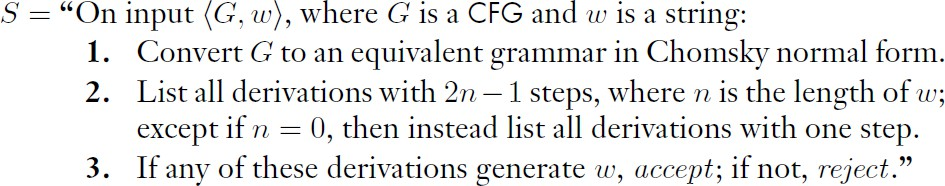 S = “On input ⟨G, w⟩, where G is a CFG and w is a string:
1. Convert G to an equivalent grammar in Chomsky normal form.
2. List all derivations with 2n − 1 steps, where n is the length of w;
except if n = 0, then instead list all derivations with one step.
3. If any of these derivations generate w, accept; if not, reject.”